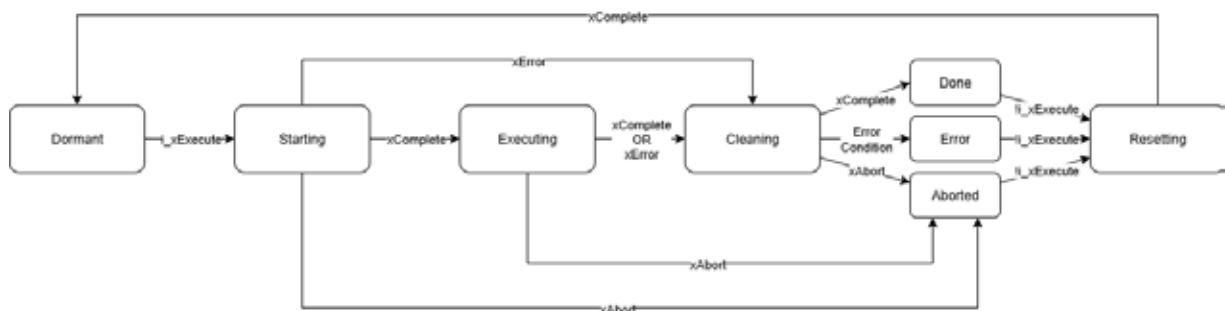 xComplete
xError
Done
xComplete
!i_xExecute
Dormant
i_xExecute
Starting
xComplete
Executing
xComplete
OR
xError
Cleaning
Error
Condition
Error
!i_xExecute
Resetting
xAbort
!i_xExecute
Aborted
xAbort
xAbort